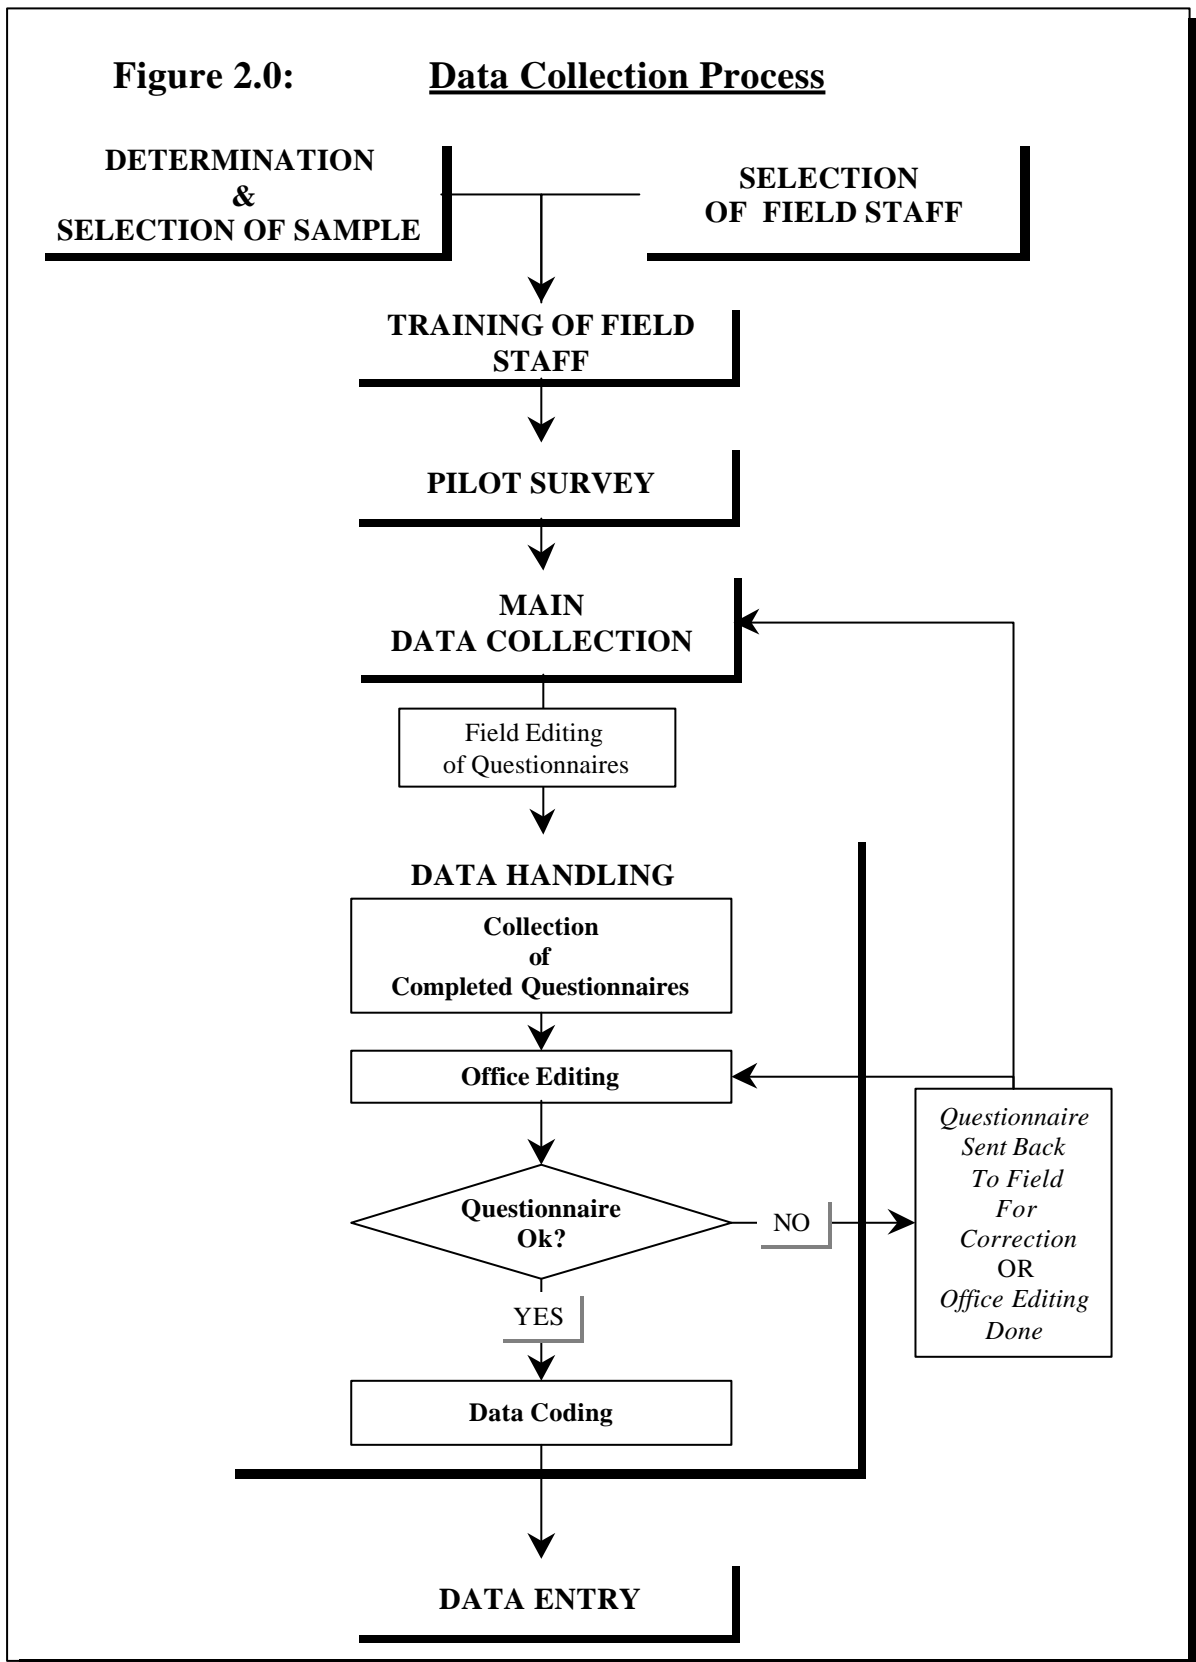 Figure 2.0: Data Collection Process
DETERMINATION
&
SELECTION OF SAMPLE
SELECTION
OF FIELD STAFF
TRAINING OF FIELD
STAFF
PILOT SURVEY
MAIN
DATA COLLECTION
Field Editing
of Questionnaires
DATA HANDLING
Collection
of
Completed Questionnaires
Office Editing
Questionnaire
Ok?
NO
Questionnaire
Sent Back
To Field
For
Correction
OR
Office Editing
Done
YES
Data Coding
DATA ENTRY